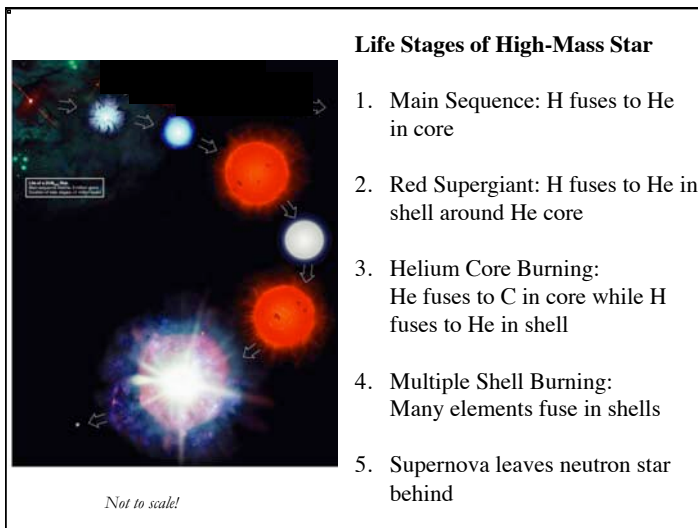 Life Stages of High-Mass Star
1. Main Sequence: H fuses to He
in core
2. Red Supergiant: H fuses to He in
shell around He core
3. Helium Core Burning:
He fuses to C in core while H
fuses to He in shell
4. Multiple Shell Burning:
Many elements fuse in shells
5. Supernova leaves neutron star
behind
Not to scale!